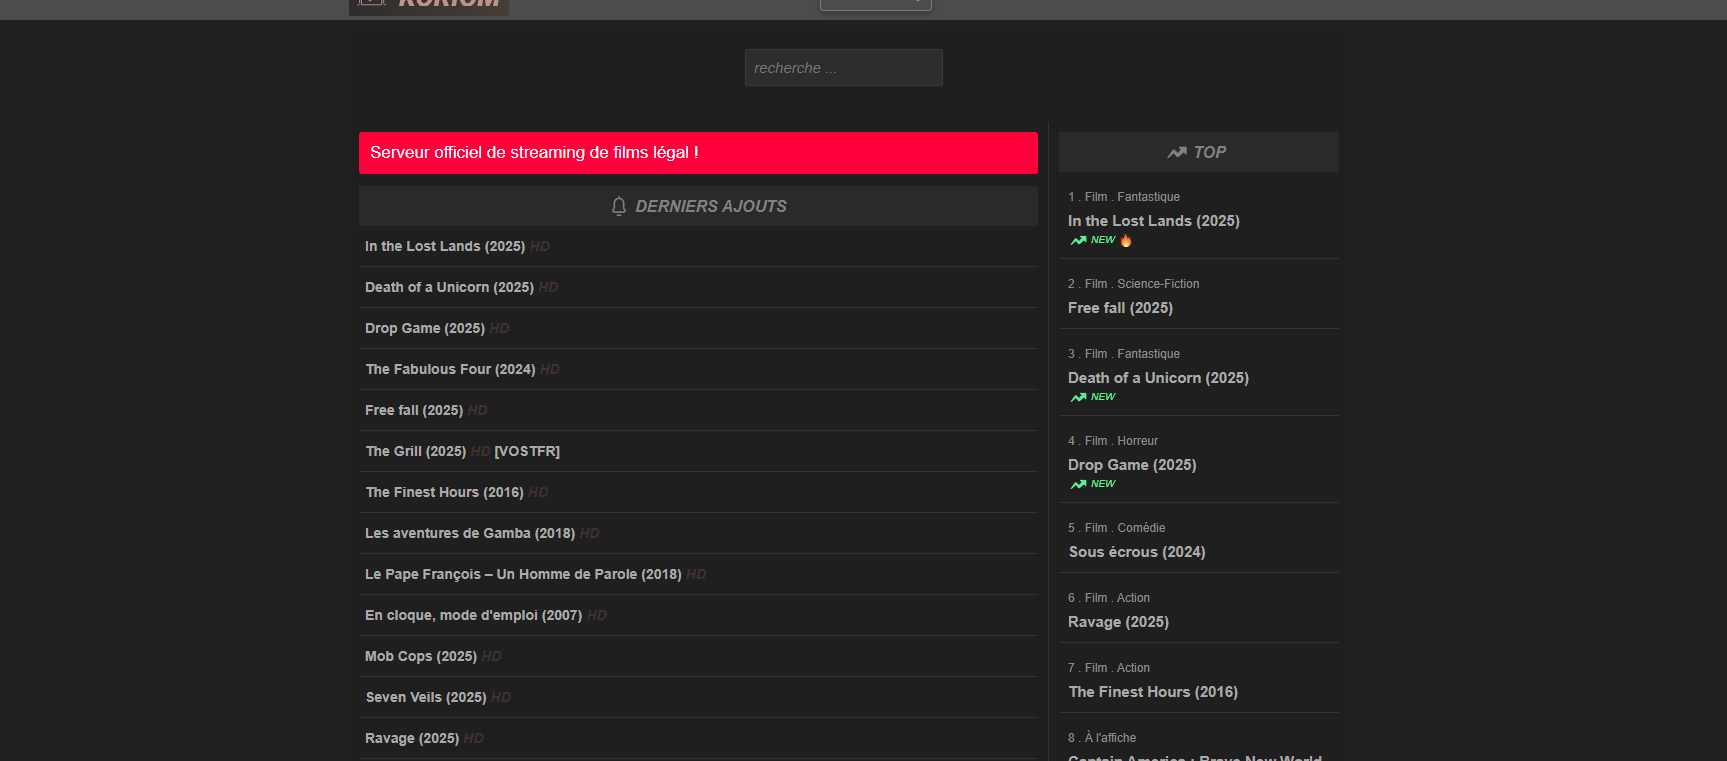 recherche ...
Serveur officiel de streaming de films légal !
DERNIERS AJOUTS
In the Lost Lands (2025) HD
Death of a Unicorn (2025) HD
Drop Game (2025) HD
The Fabulous Four (2024) HD
Free fall (2025) HD
The Grill (2025) HD [VOSTFR]
The Finest Hours (2016) HD
Les aventures de Gamba (2018) HD
Le Pape François – Un Homme de Parole (2018) HD
En cloque, mode d'emploi (2007) HD
Mob Cops (2025) HD
Seven Veils (2025) HD
Ravage (2025) HD
TOP
1 . Film . Fantastique
In the Lost Lands (2025)
NEW 🔥
2 . Film . Science-Fiction
Free fall (2025)
3 . Film . Fantastique
Death of a Unicorn (2025)
NEW
4 . Film . Horreur
Drop Game (2025)
NEW
5 . Film . Comédie
Sous écrous (2024)
6 . Film . Action
Ravage (2025)
7 . Film . Action
The Finest Hours (2016)
8 . À l'affiche
Captain America : Brave New World